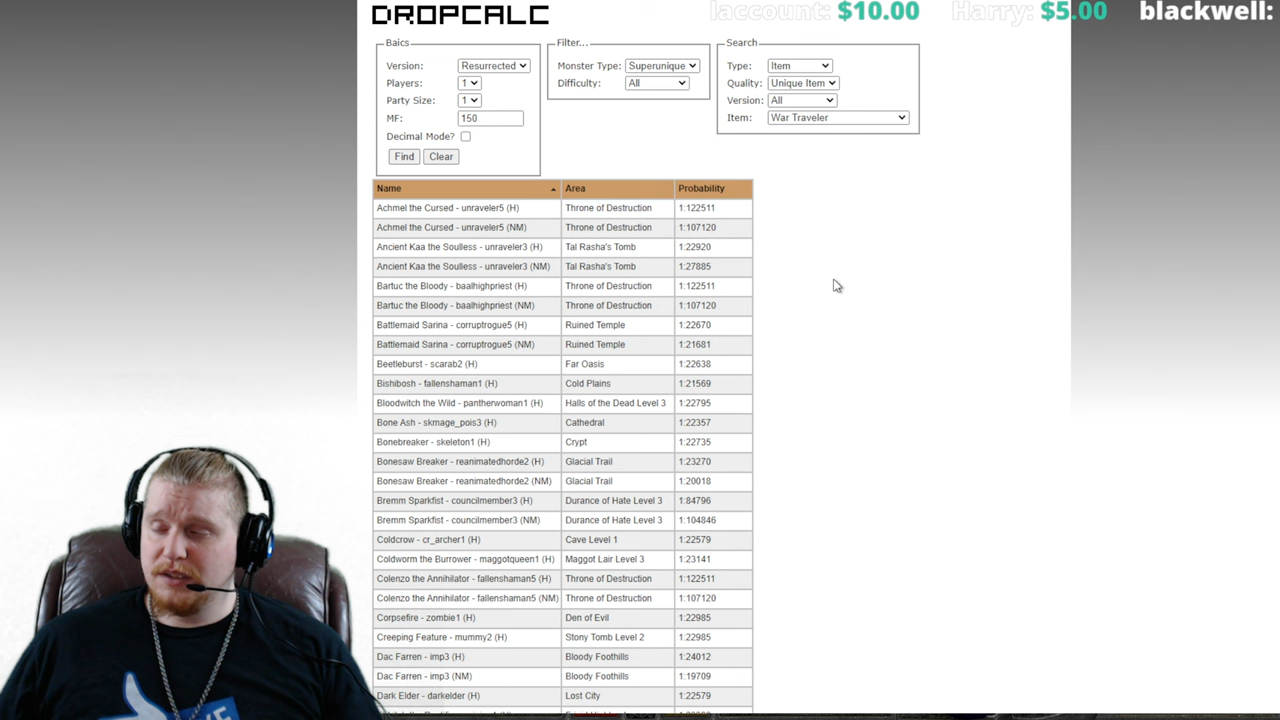 DROPCALC
laccount: $10.00 Harry: $5.00 blackwell:
Baics
Version: Resurrected
Players: 1
Party Size: 1
MF: 150
Decimal Mode?
Find Clear
Filter...
Monster Type: Superunique
Difficulty: All
Search
Type: Item
Quality: Unique Item
Version: All
Item: War Traveler
Name Area Probability
Achmel the Cursed - unraveler5 (H) Throne of Destruction 1:122511
Achmel the Cursed - unraveler5 (NM) Throne of Destruction 1:107120
Ancient Kaa the Soulless - unraveler3 (H) Tal Rasha's Tomb 1:22920
Ancient Kaa the Soulless - unraveler3 (NM) Tal Rasha's Tomb 1:27885
Bartuc the Bloody - baalhighpriest (H) Throne of Destruction 1:122511
Bartuc the Bloody - baalhighpriest (NM) Throne of Destruction 1:107120
Battlemaid Sarina - corruptrogue5 (H) Ruined Temple 1:22670
Battlemaid Sarina - corruptrogue5 (NM) Ruined Temple 1:21681
Beetleburst - scarab2 (H) Far Oasis 1:22638
Bishibosh - fallenshaman1 (H) Cold Plains 1:21569
Bloodwitch the Wild - pantherwoman1 (H) Halls of the Dead Level 3 1:22795
Bone Ash - skmage_pois3 (H) Cathedral 1:22357
Bonebreaker - skeleton1 (H) Crypt 1:22735
Bonesaw Breaker - reanimatedhorde2 (H) Glacial Trail 1:23270
Bonesaw Breaker - reanimatedhorde2 (NM) Glacial Trail 1:20018
Bremm Sparkfist - councilmember3 (H) Durance of Hate Level 3 1:84796
Bremm Sparkfist - councilmember3 (NM) Durance of Hate Level 3 1:104846
Coldcrow - cr_archer1 (H) Cave Level 1 1:22579
Coldworm the Burrower - maggotqueen1 (H) Maggot Lair Level 3 1:23141
Colenzo the Annihilator - fallenshaman5 (H) Throne of Destruction 1:122511
Colenzo the Annihilator - fallenshaman5 (NM) Throne of Destruction 1:107120
Corpsefire - zombie1 (H) Den of Evil 1:22985
Creeping Feature - mummy2 (H) Stony Tomb Level 2 1:22985
Dac Farren - imp3 (H) Bloody Foothills 1:24012
Dac Farren - imp3 (NM) Bloody Foothills 1:19709
Dark Elder - darkelder (H) Lost City 1:22579